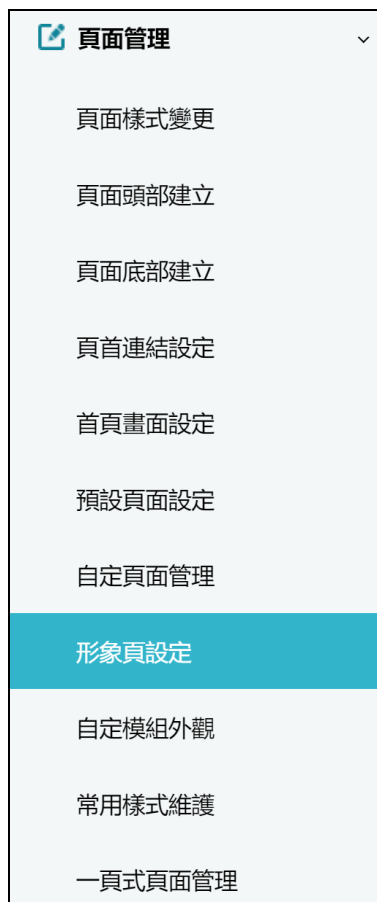 頁面管理
頁面樣式變更
頁面頭部建立
頁面底部建立
頁首連結設定
首頁畫面設定
預設頁面設定
自定頁面管理
形象頁設定
自定模組外觀
常用樣式維護
一頁式頁面管理